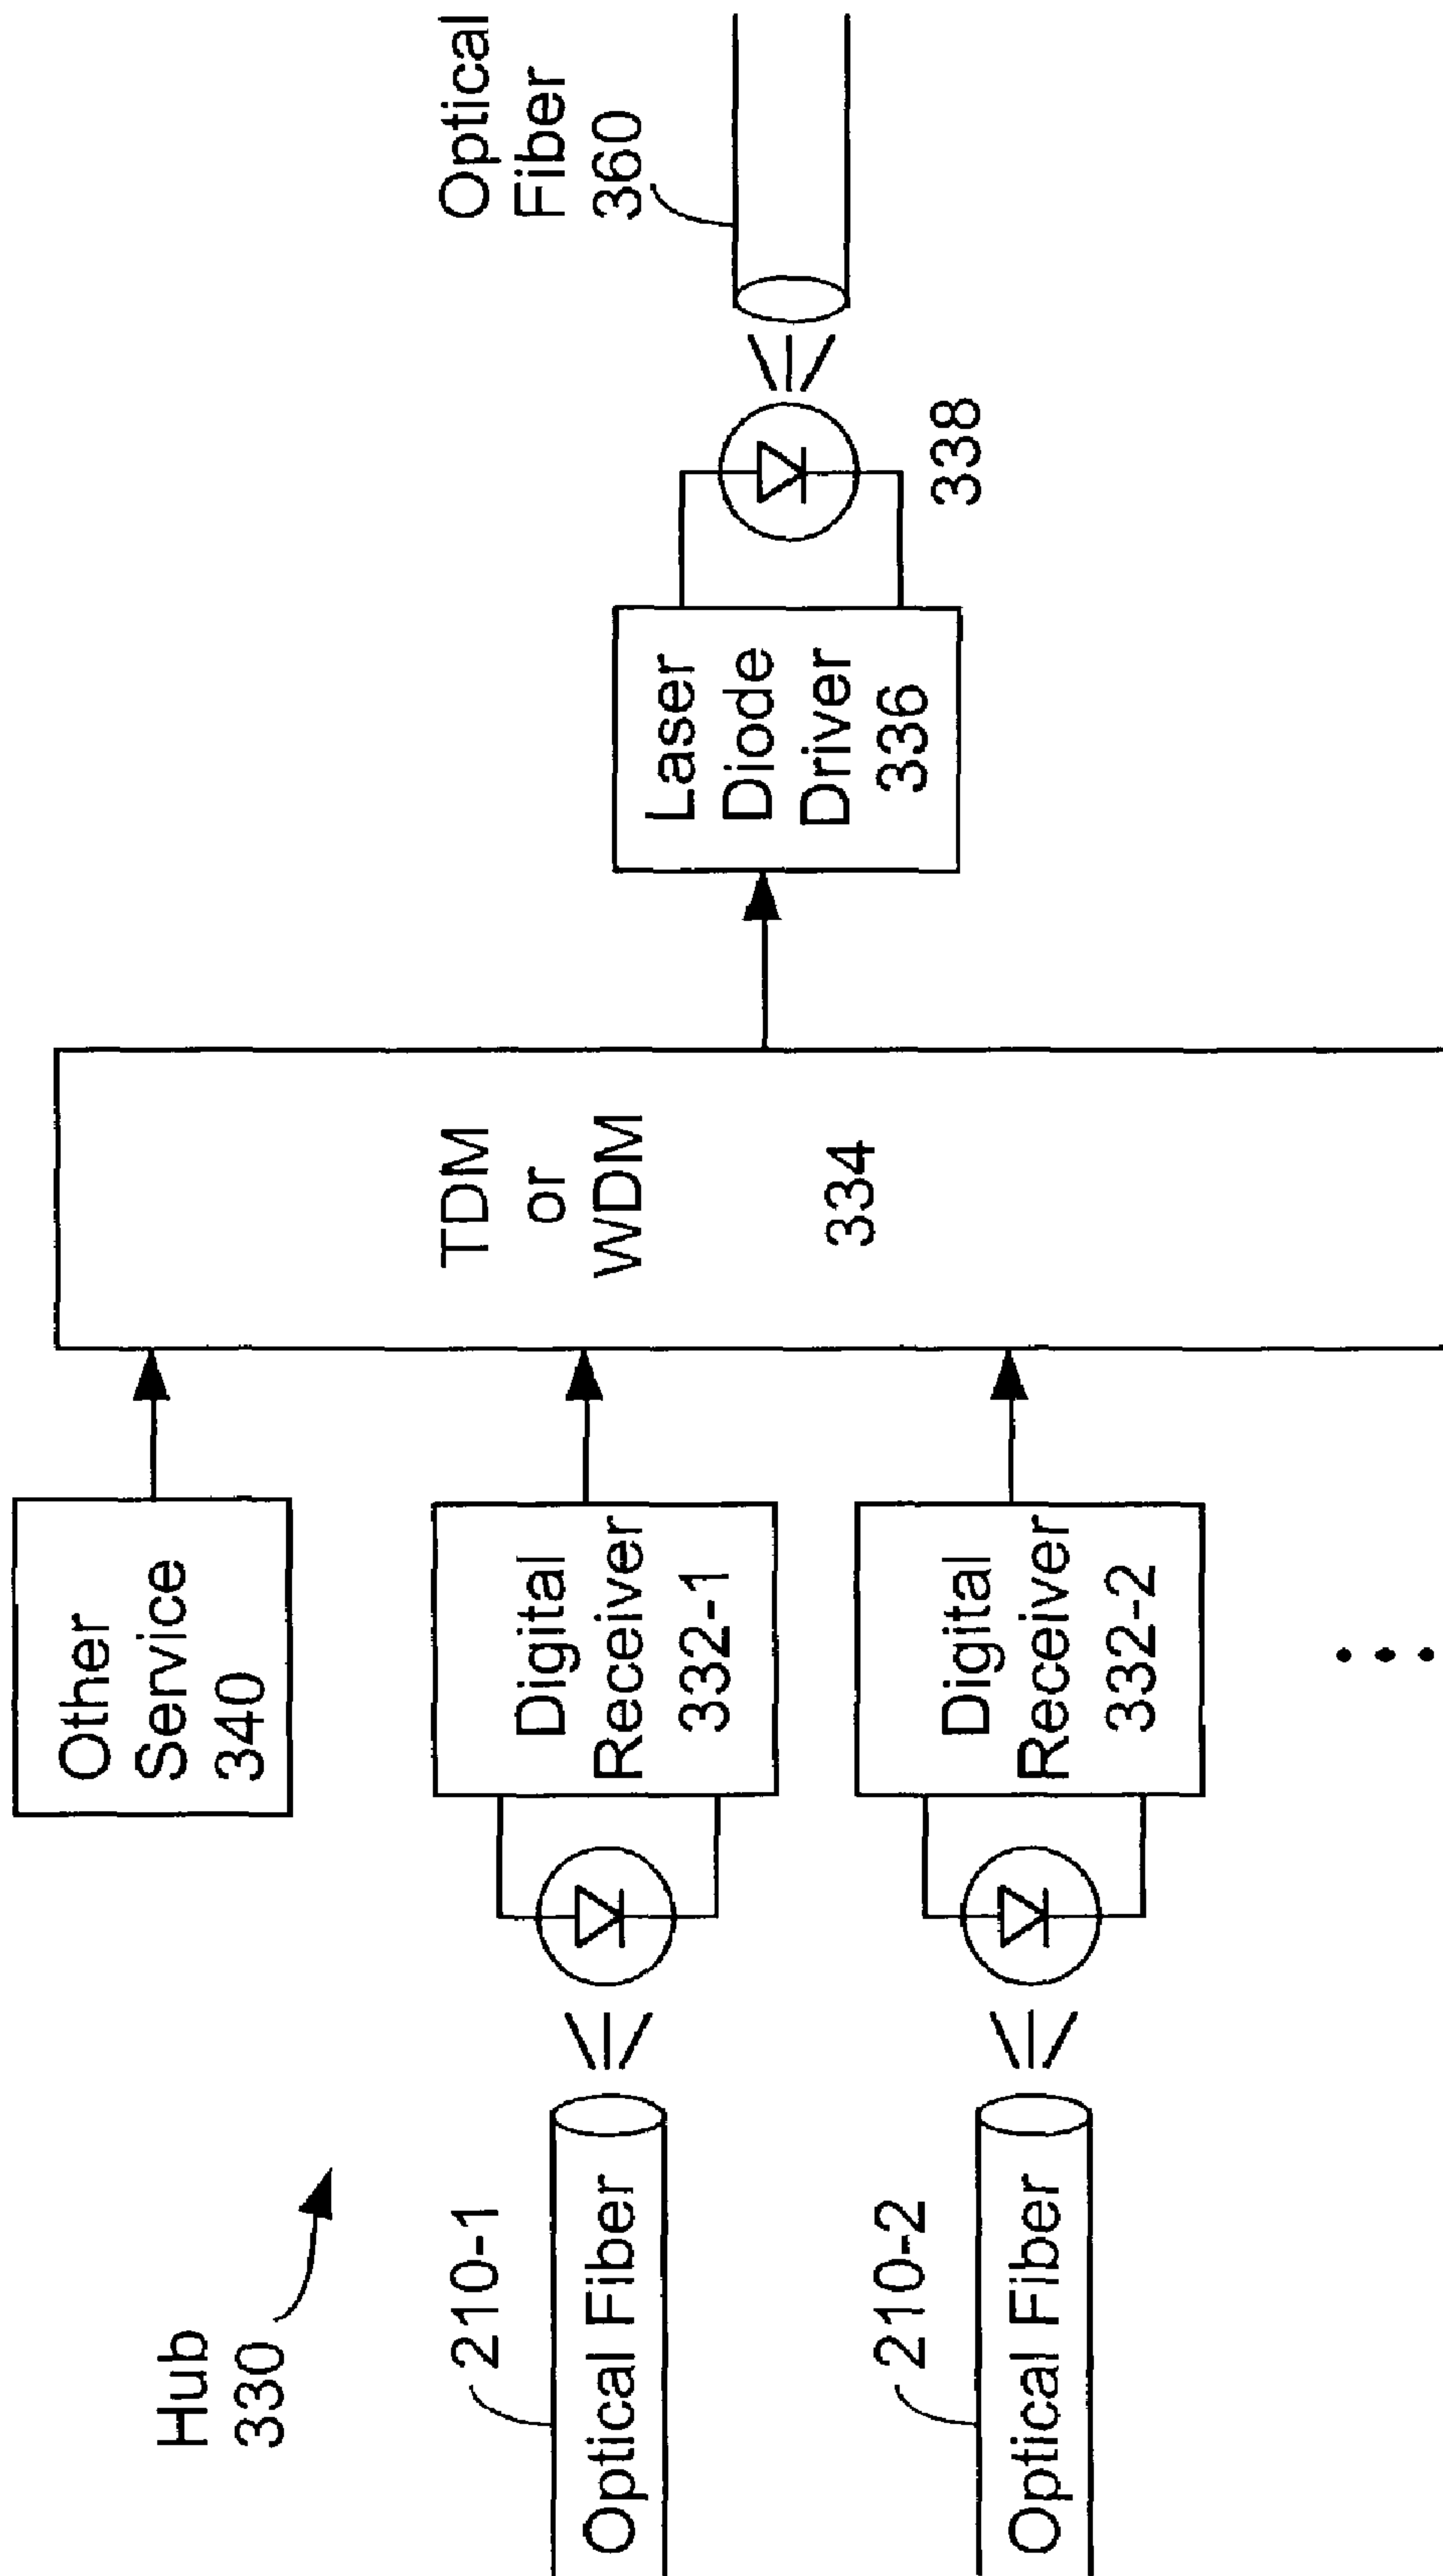 Hub
330
Other
Service
340
210-1
Optical Fiber
Digital
Receiver
332-1
210-2
Optical Fiber
Digital
Receiver
332-2
TDM
or
WDM
334
Laser
Diode
Driver
336
338
Optical
Fiber
360